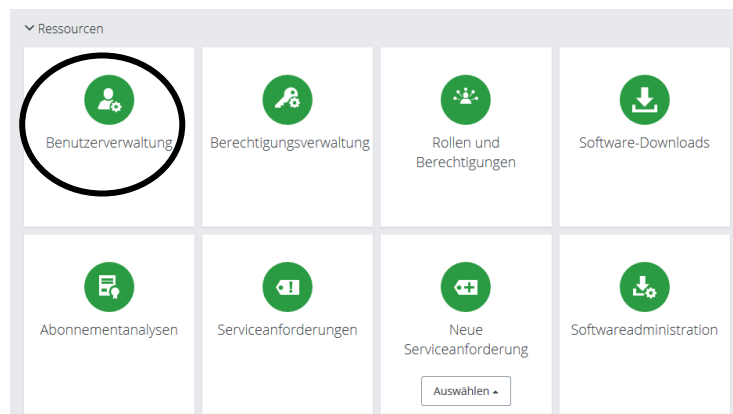 Ressourcen
Benutzerverwaltung
Berechtigungsverwaltung
Rollen und
Berechtigungen
Software-Downloads
Abonnementanalysen
Serviceanforderungen
Neue
Serviceanforderung
Auswählen
Softwareadministration